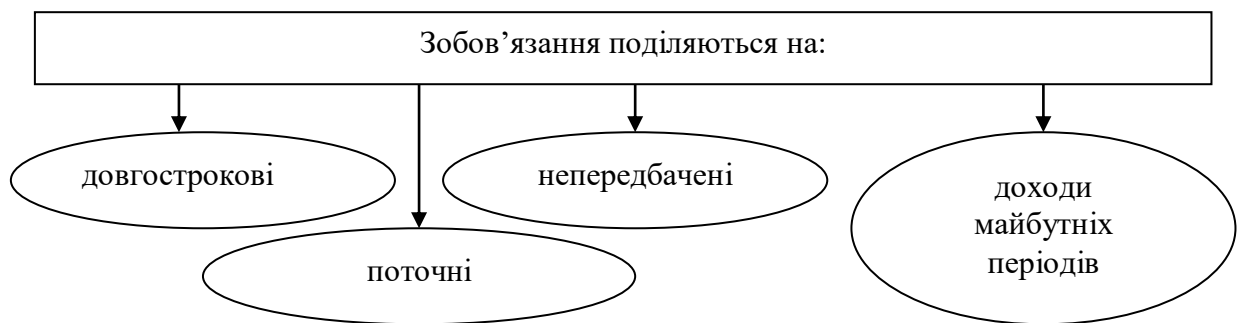 Зобов’язання поділяються на:
довгострокові
непередбачені
доходи
майбутніх
періодів
поточні